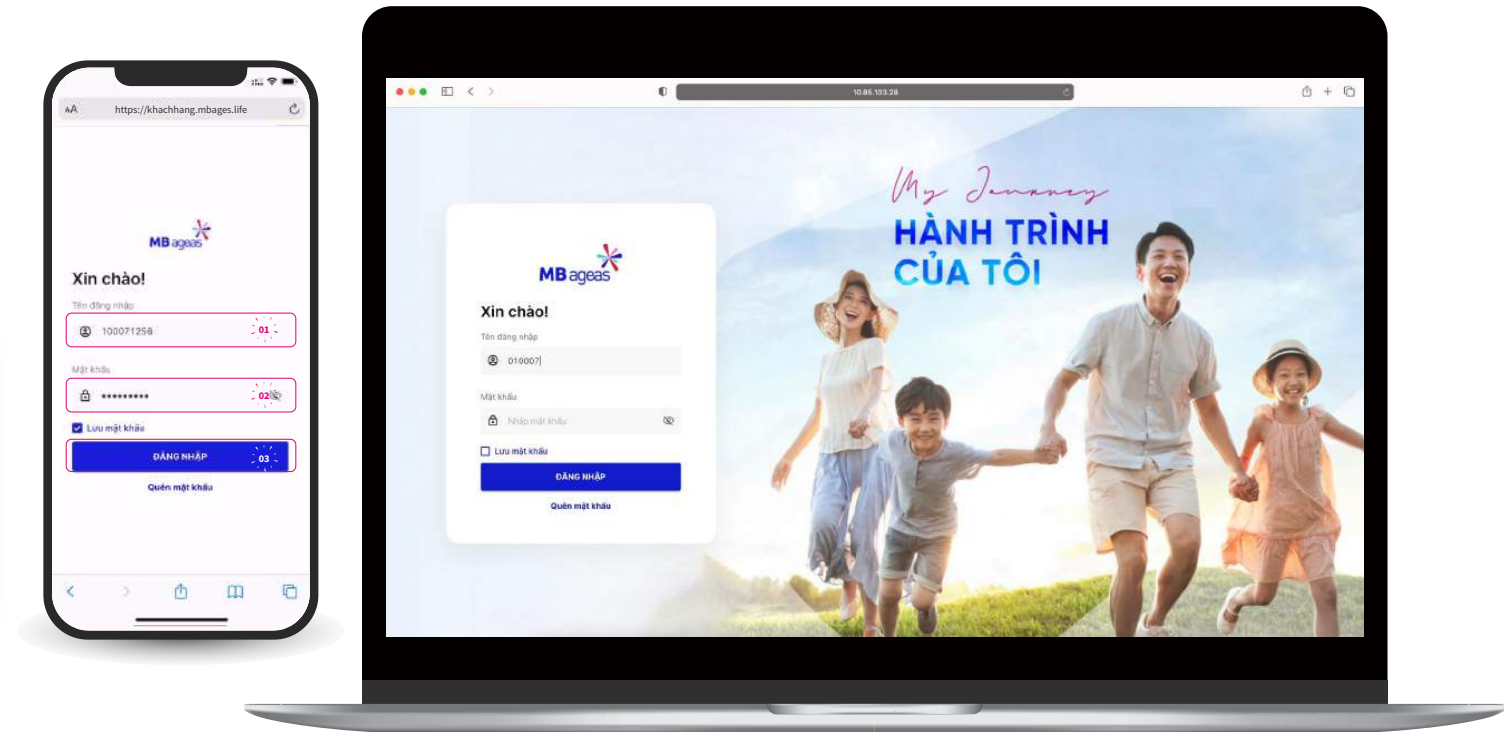 AA
https://khachhang.mbages.life
MB ageas
Xin chào!
Tên đăng nhập
100071256
01
Mật khẩu
*********
02
Lưu mật khẩu
ĐĂNG NHẬP
03
Quên mật khẩu
10.86.103.28
MB ageas
Xin chào!
Tên đăng nhập
010007
Mật khẩu
Nhập mật khẩu
Lưu mật khẩu
ĐĂNG NHẬP
Quên mật khẩu
My Journey
HÀNH TRÌNH
CỦA TÔI